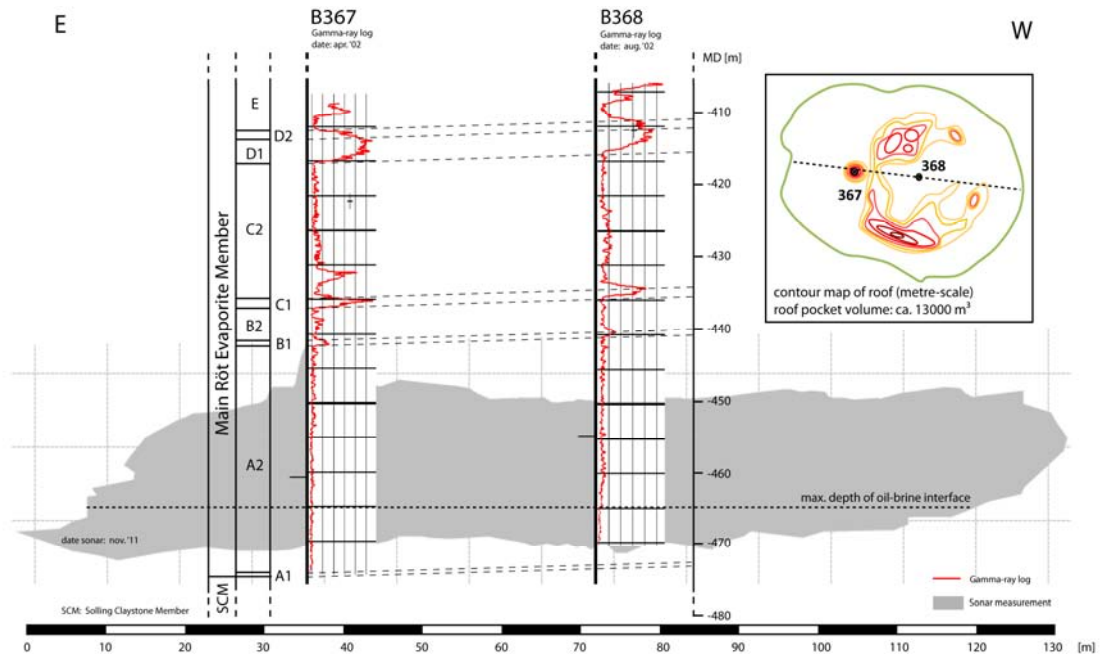 E
B367
Gamma-ray log
date: apr. '02
B368
Gamma-ray log
date: aug. '02
MD [m]
W
-410
-420
-430
-440
-450
-460
-470
-480
Main Röt Evaporite Member
SCM
E
D2
D1
C2
C1
B2
B1
A2
A1
367
368
contour map of roof (metre-scale)
roof pocket volume: ca. 13000 m³
max. depth of oil-brine interface
date sonar: nov. '11
SCM: Solling Claystone Member
Gamma-ray log
Sonar measurement
0 10 20 30 40 50 60 70 80 90 100 110 120 130 [m]